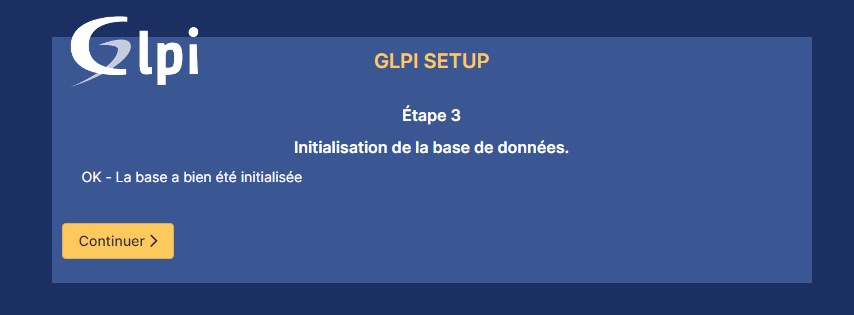 Glpi
GLPI SETUP
Étape 3
Initialisation de la base de données.
OK - La base a bien été initialisée
Continuer